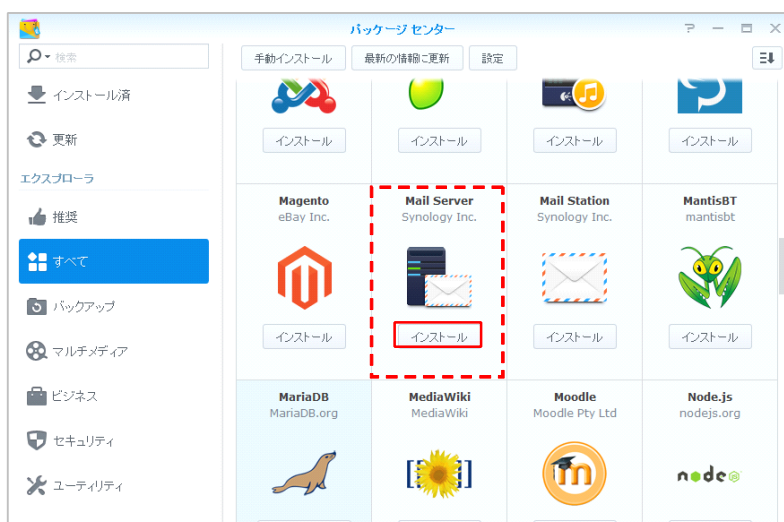 パッケージ センター
検索
手動インストール 最新の情報に更新 設定
インストール済
更新
エクスプローラ
推奨
すべて
バックアップ
マルチメディア
ビジネス
セキュリティ
ユーティリティ
インストール インストール インストール インストール
Magento Mail Server Mail Station MantisBT
eBay Inc. Synology Inc. Synology Inc. mantisbt
インストール インストール インストール インストール
MariaDB MediaWiki Moodle Node.js
MariaDB.org MediaWiki Moodle Pty Ltd nodejs.org
[[ ]] m node